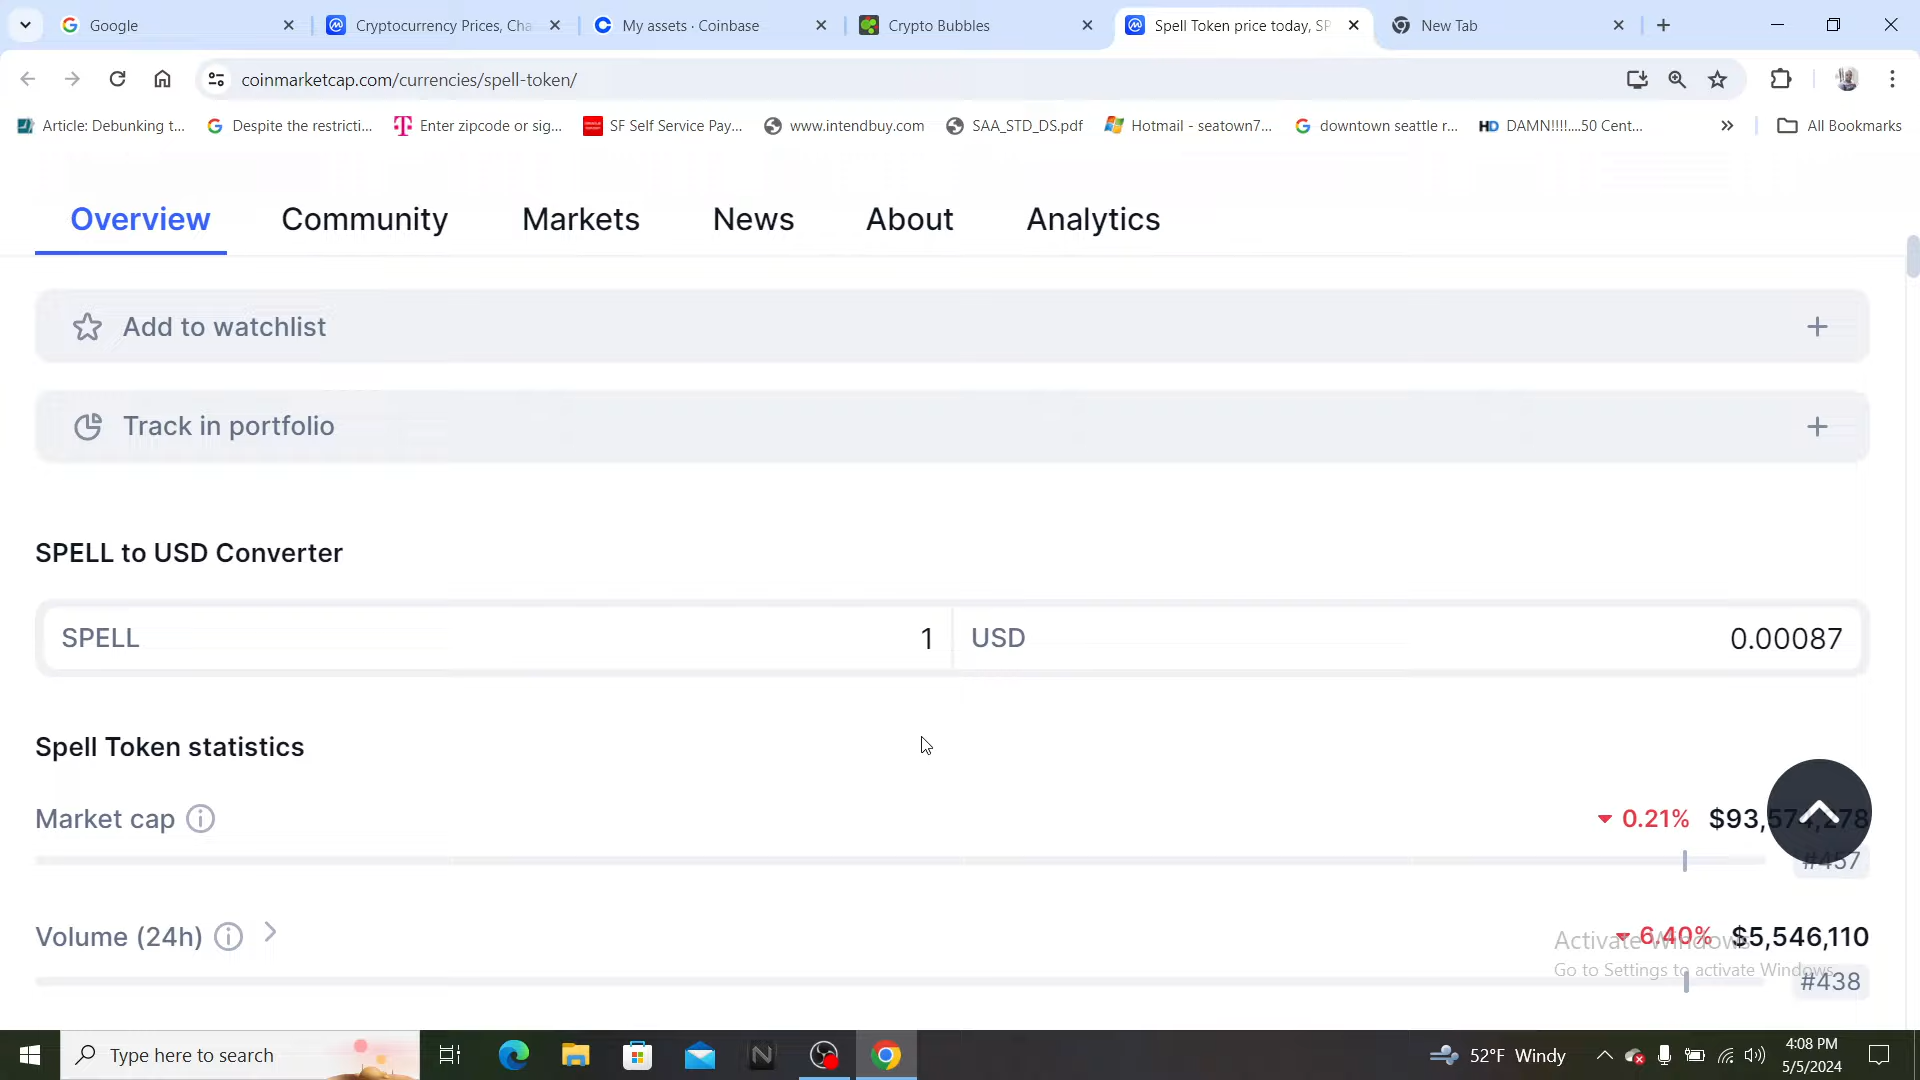 Google
Cryptocurrency Prices, Cha
My assets · Coinbase
Crypto Bubbles
Spell Token price today, SP
New Tab
coinmarketcap.com/currencies/spell-token/
Article: Debunking t...
Despite the restricti...
Enter zipcode or sig...
SF Self Service Pay...
www.intendbuy.com
SAA_STD_DS.pdf
Hotmail - seatown7...
downtown seattle r...
HD DAMN!!!!....50 Cent...
All Bookmarks
Overview
Community
Markets
News
About
Analytics
Add to watchlist
Track in portfolio
SPELL to USD Converter
SPELL 1 USD 0.00087
Spell Token statistics
Market cap
0.21% $93,574,278
#457
Volume (24h)
6.40% $5,546,110
#438
Activate Windows
Go to Settings to activate Windows.
Type here to search
52°F Windy
4:08 PM
5/5/2024